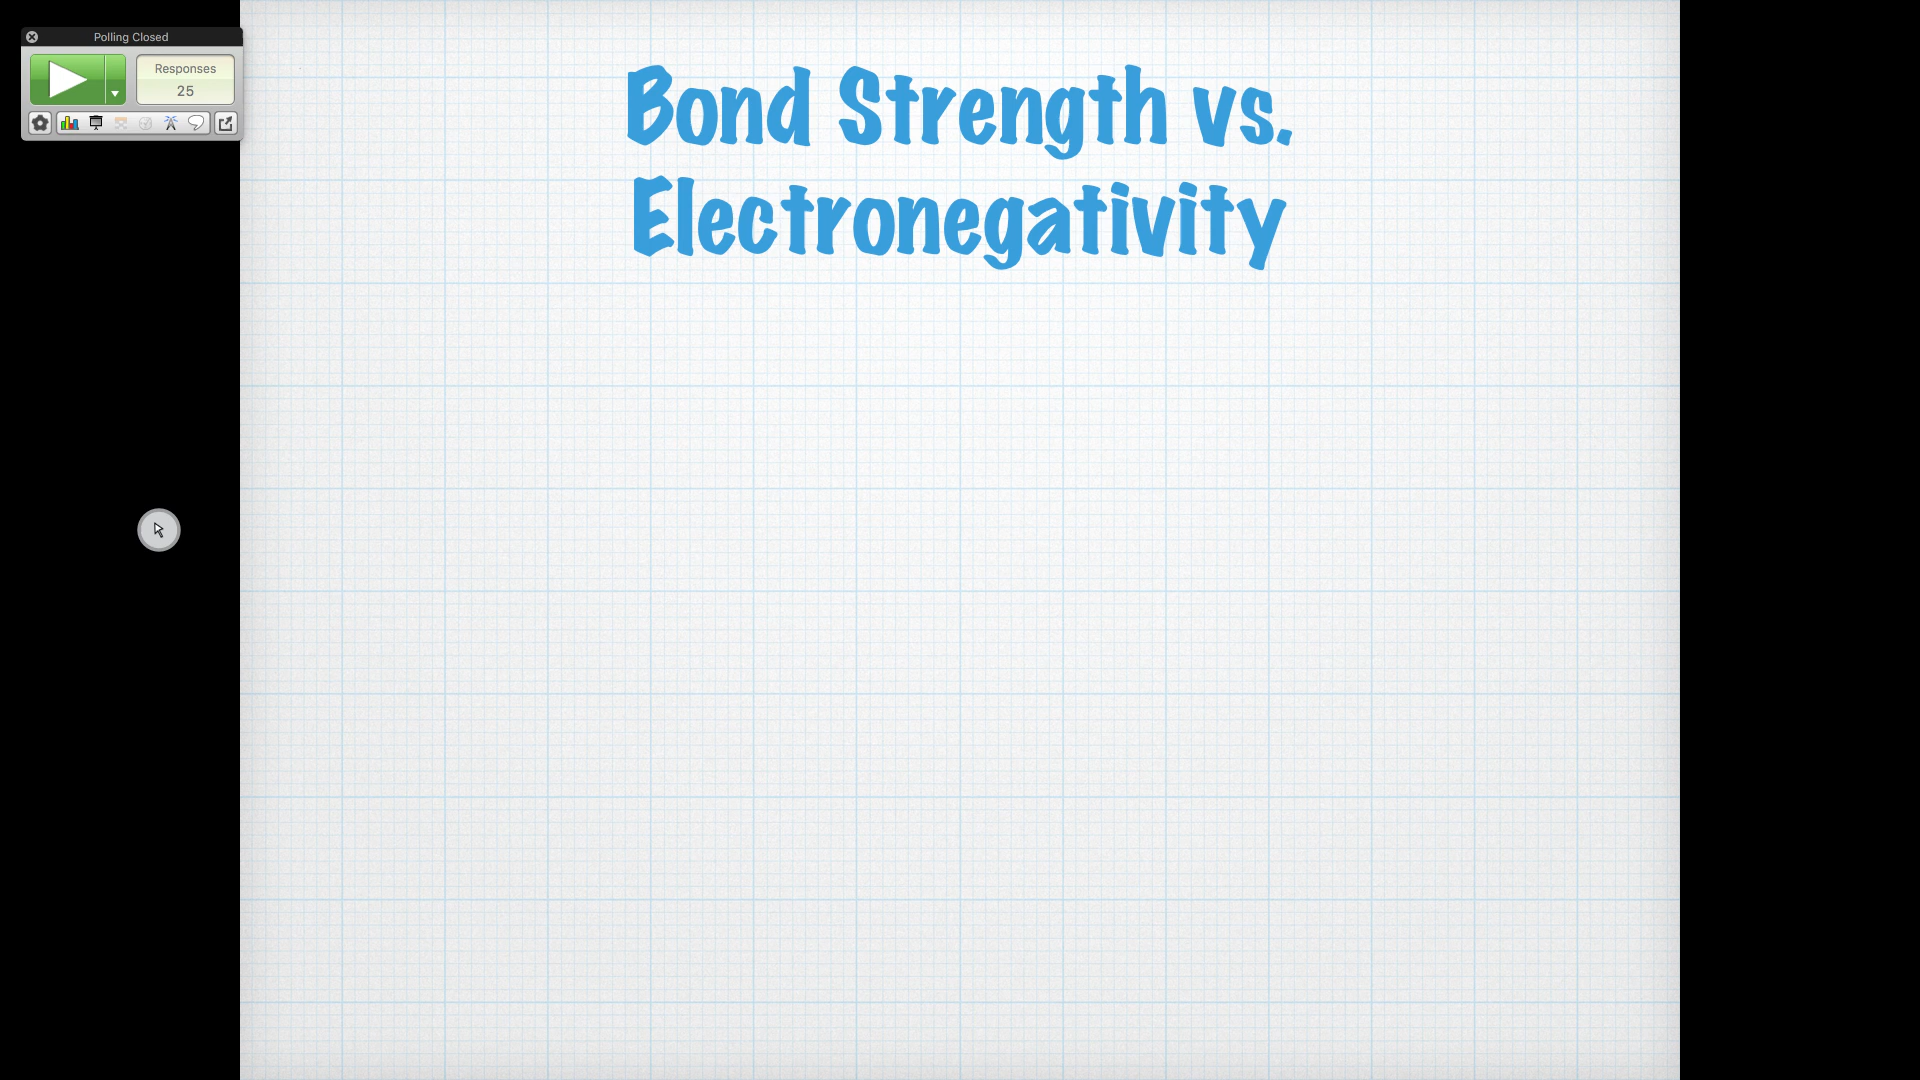 Polling Closed
Responses
25
Bond Strength vs.
Electronegativity